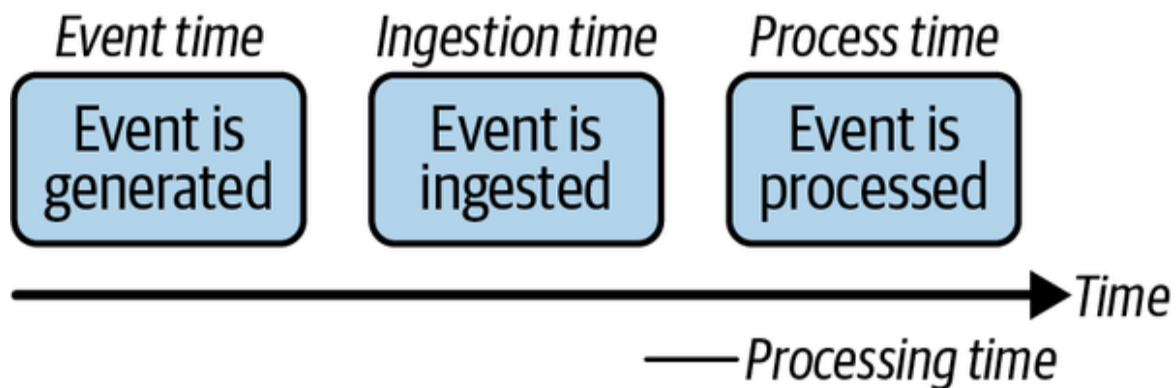 Event time Ingestion time Process time
Event is Event is Event is
generated ingested processed
Time
Processing time